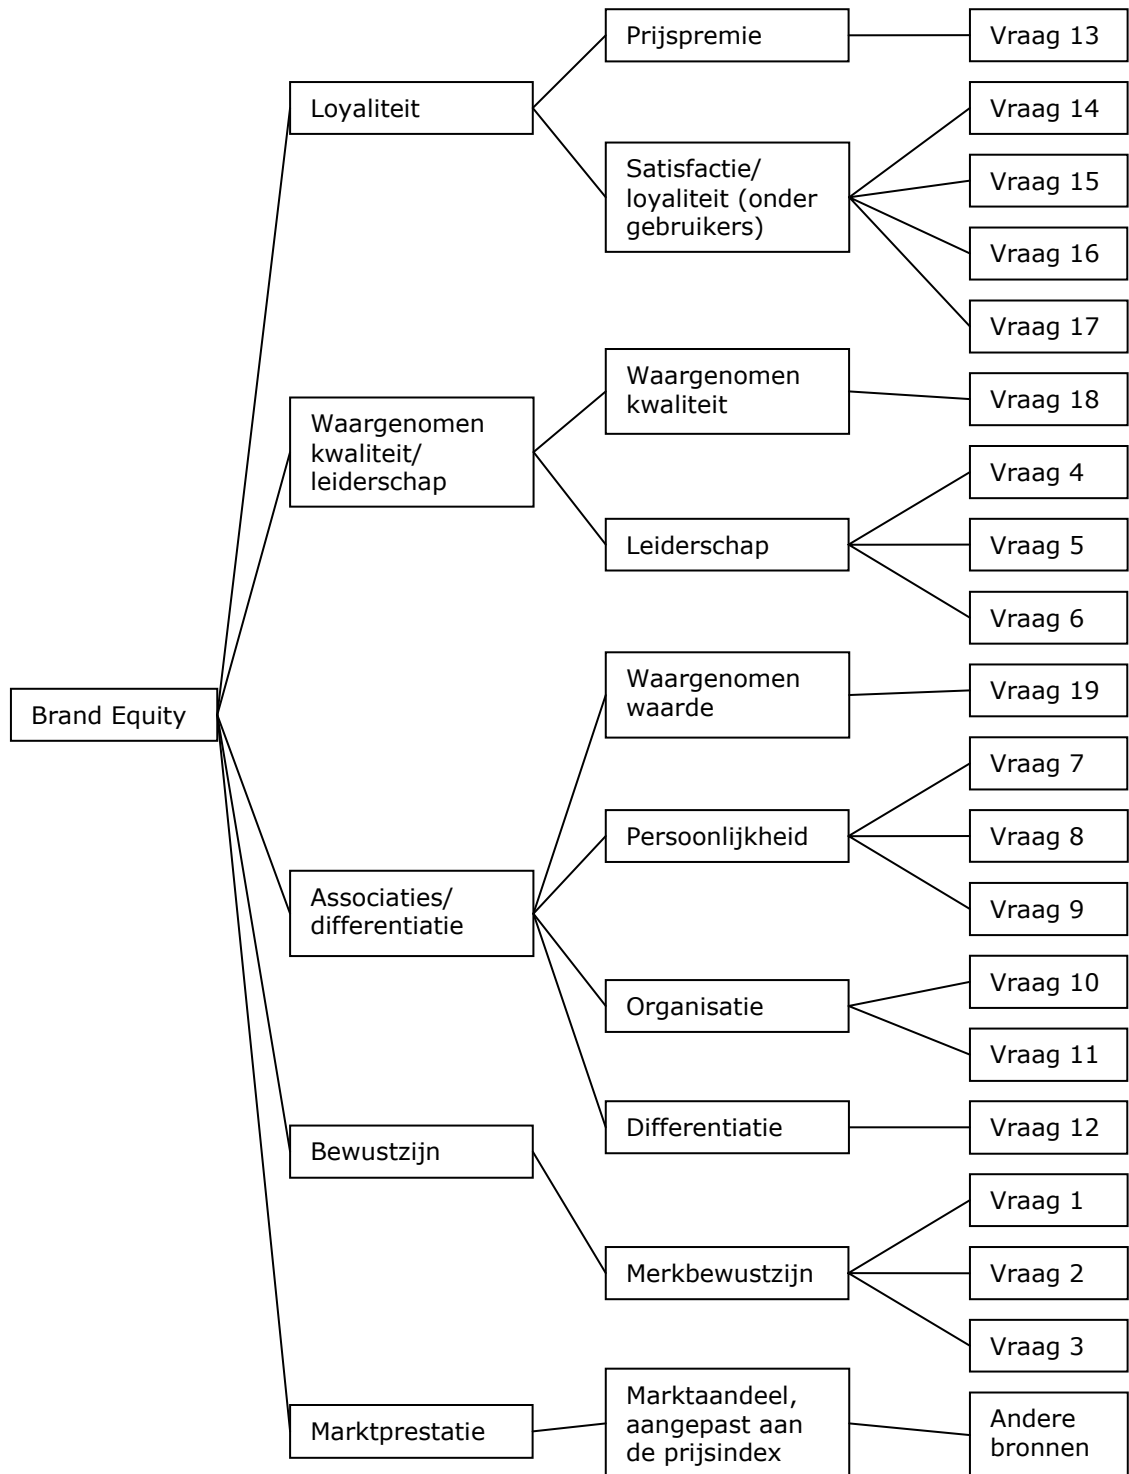 Prijspremie
Vraag 13
Loyaliteit
Vraag 14
Satisfactie/
loyaliteit (onder
gebruikers)
Vraag 15
Vraag 16
Vraag 17
Waargenomen
kwaliteit/
leiderschap
Waargenomen
kwaliteit
Vraag 18
Leiderschap
Vraag 4
Vraag 5
Vraag 6
Brand Equity
Waargenomen
waarde
Vraag 19
Persoonlijkheid
Vraag 7
Vraag 8
Vraag 9
Associaties/
differentiatie
Organisatie
Vraag 10
Vraag 11
Differentiatie
Vraag 12
Bewustzijn
Merkbewustzijn
Vraag 1
Vraag 2
Vraag 3
Marktprestatie
Marktaandeel,
aangepast aan
de prijsindex
Andere
bronnen